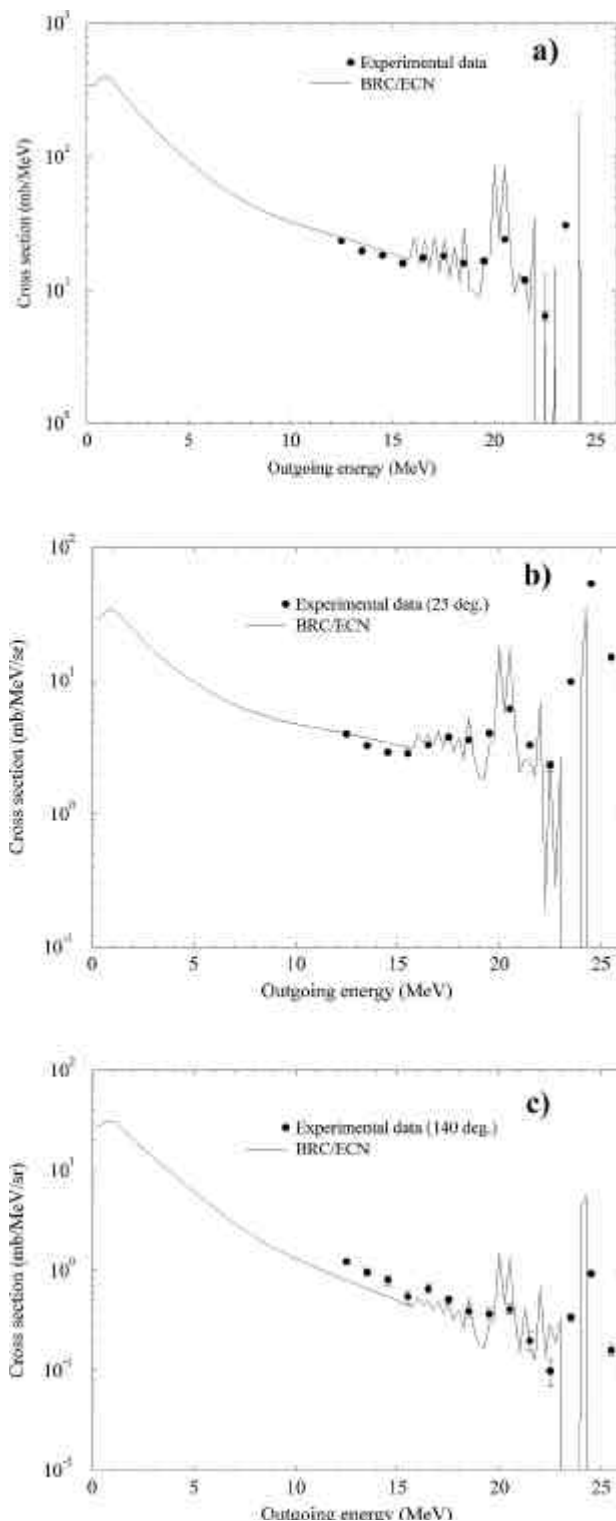 a)
10³
● Experimental data
BRC/ECN
Cross section (mb/MeV)
10²
10¹
10⁰
0 5 10 15 20 25
Outgoing energy (MeV)
b)
10²
● Experimental data (25 deg.)
BRC/ECN
Cross section (mb/MeV/sr)
10¹
10⁰
10⁻¹
0 5 10 15 20 25
Outgoing energy (MeV)
c)
10²
● Experimental data (140 deg.)
BRC/ECN
Cross section (mb/MeV/sr)
10¹
10⁰
10⁻¹
0 5 10 15 20 25
Outgoing energy (MeV)